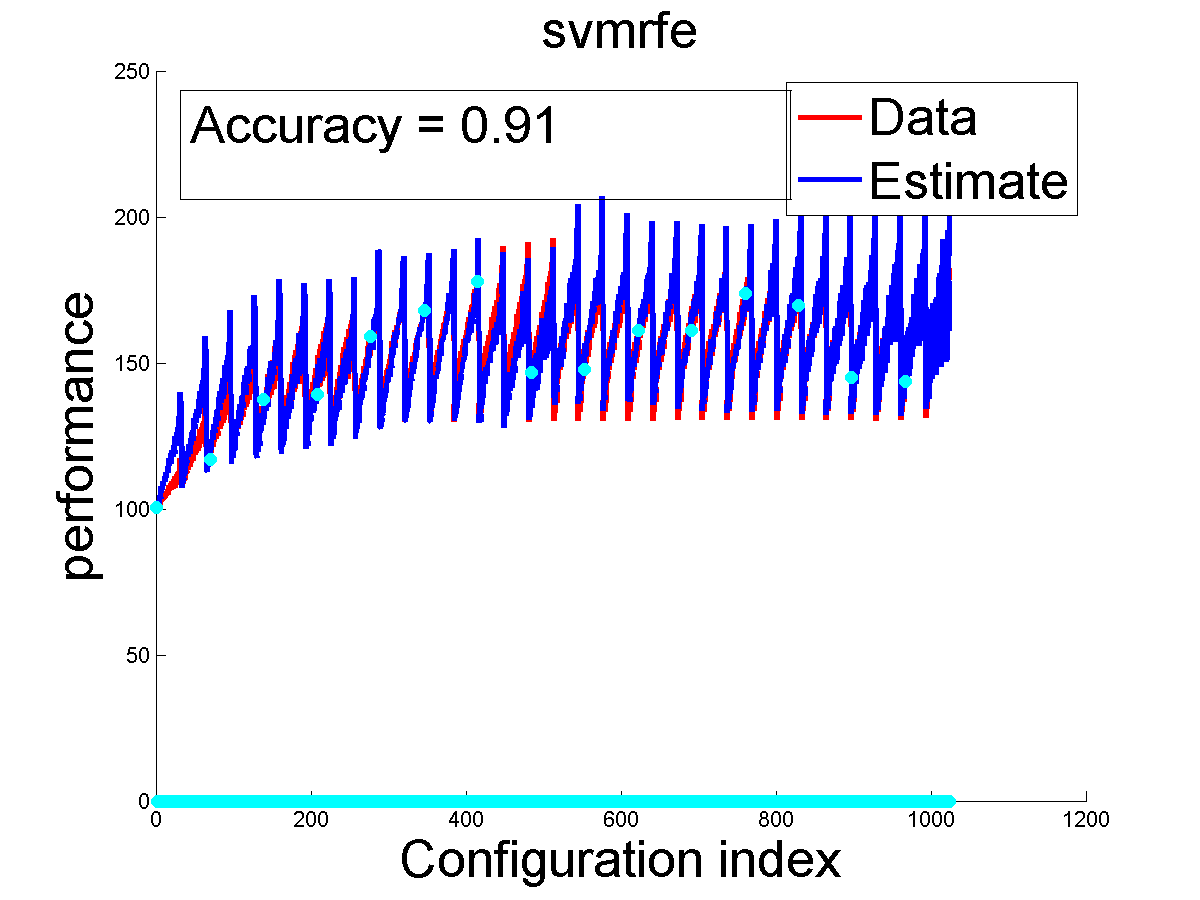 svmrfe
Accuracy = 0.91
Data
Estimate
performance
250
200
150
100
50
0
0 200 400 600 800 1000 1200
Configuration index